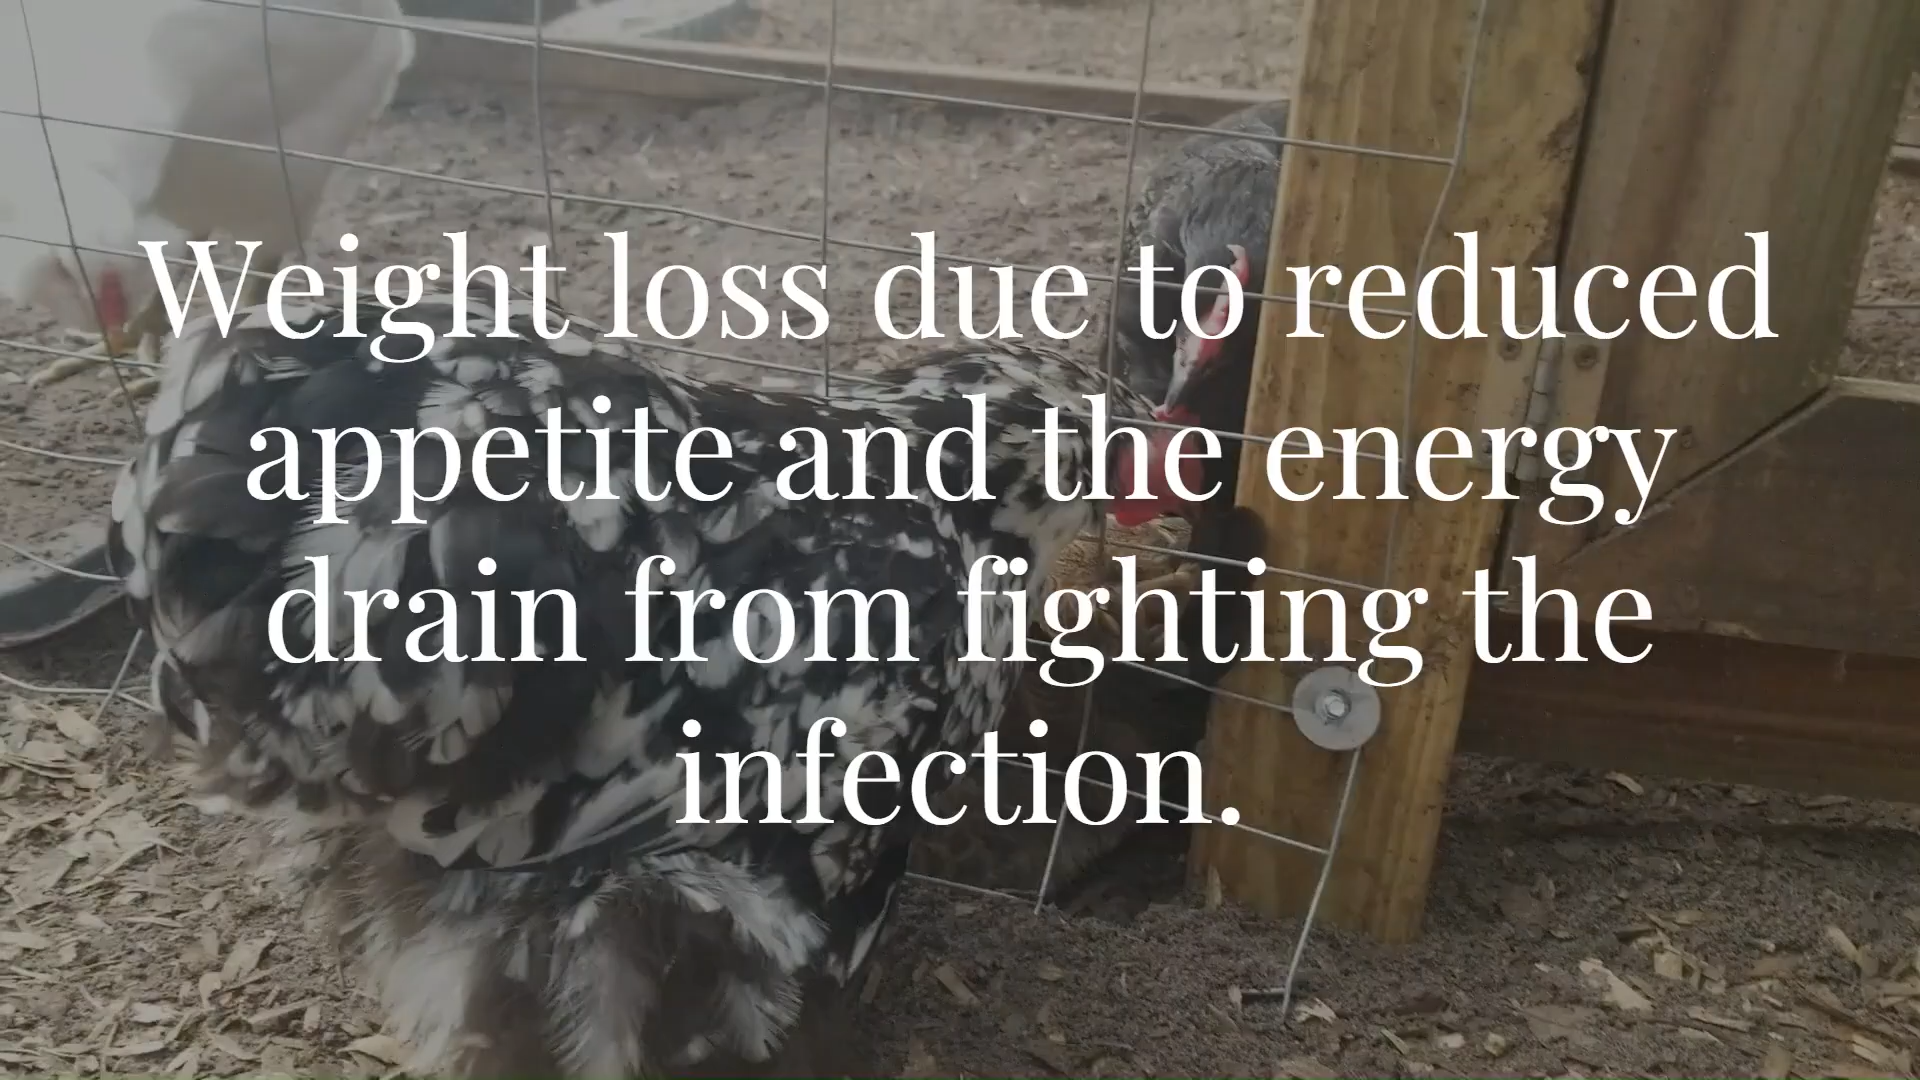 Weight loss due to reduced
appetite and the energy
drain from fighting the
infection.